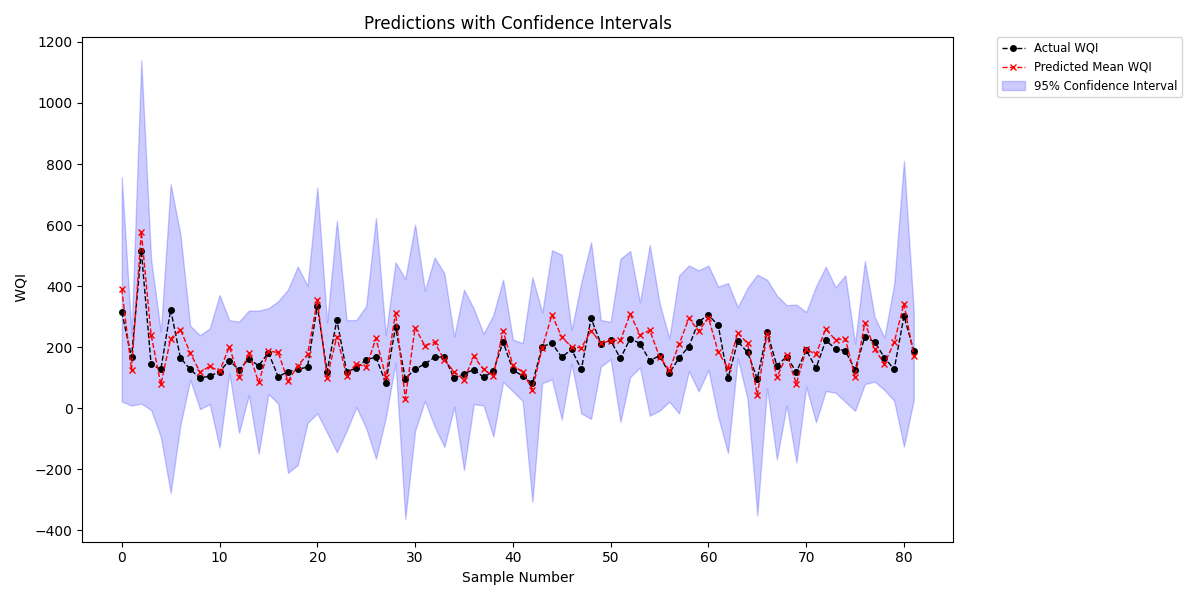 Predictions with Confidence Intervals
1200
1000
800
600
400
200
0
−200
−400
WQI
0 10 20 30 40 50 60 70 80
Sample Number
Actual WQI
Predicted Mean WQI
95% Confidence Interval